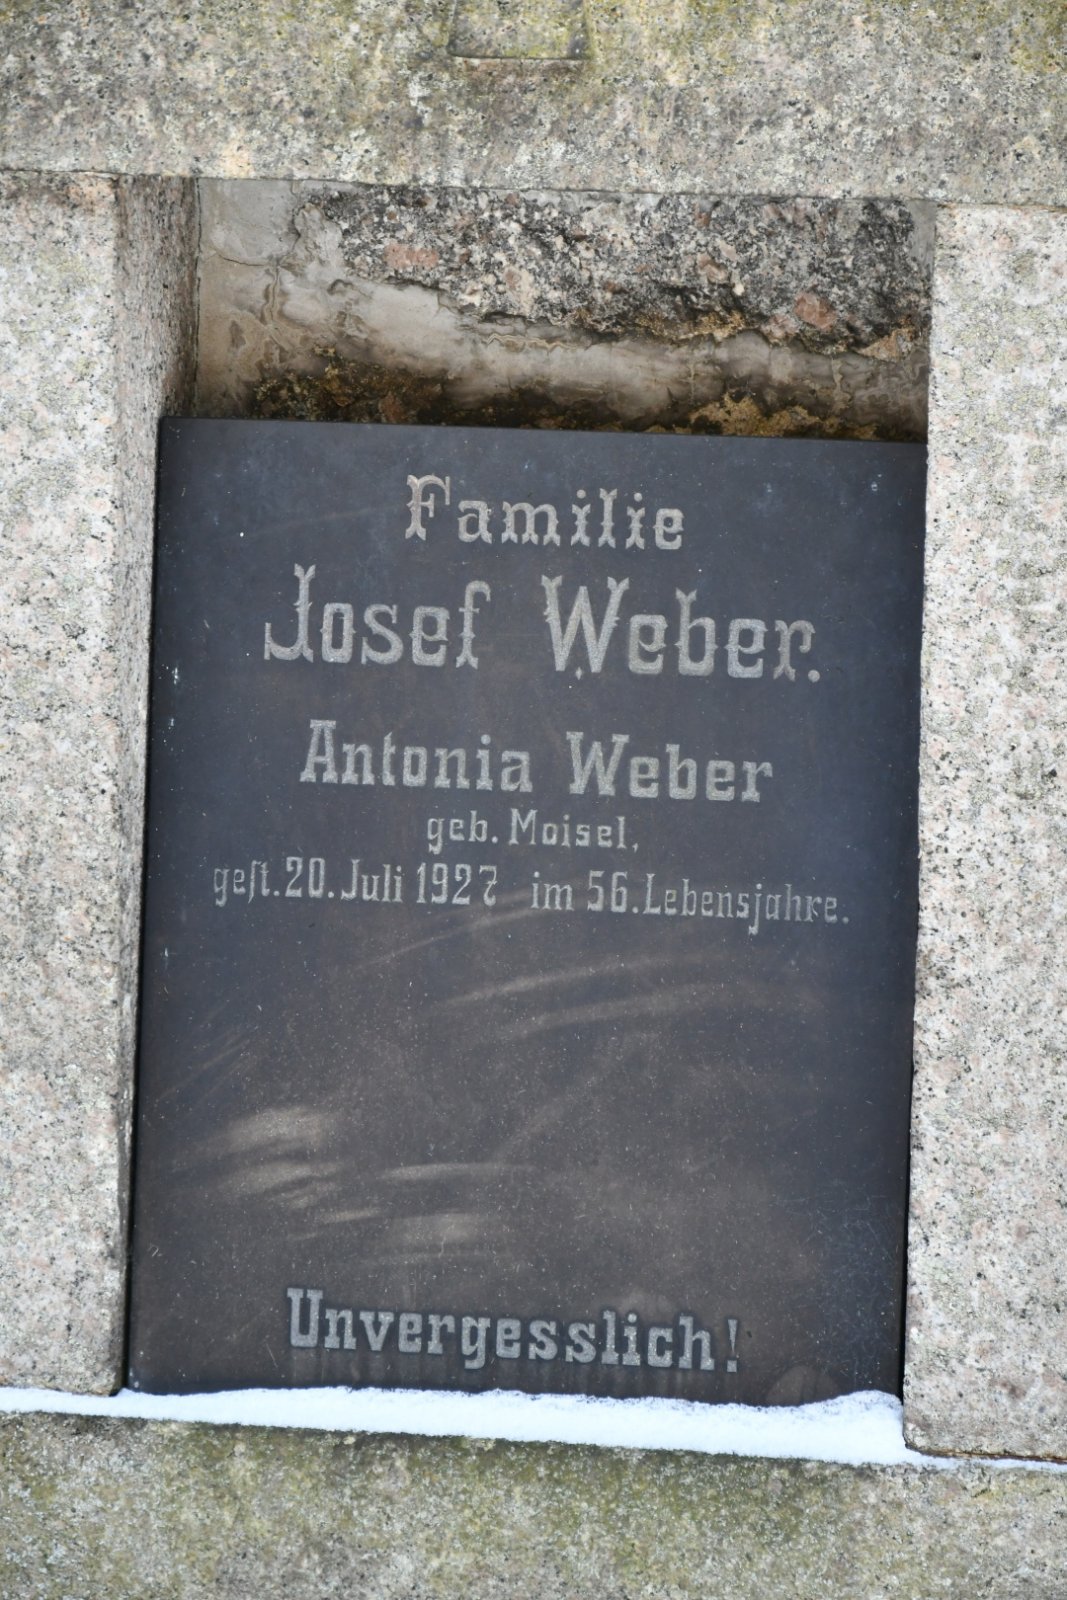 Familie
Josef Weber.
Antonia Weber
geb. Moisel,
geſt. 20. Juli 1927 im 56. Lebensjahre.
Unvergesslich!